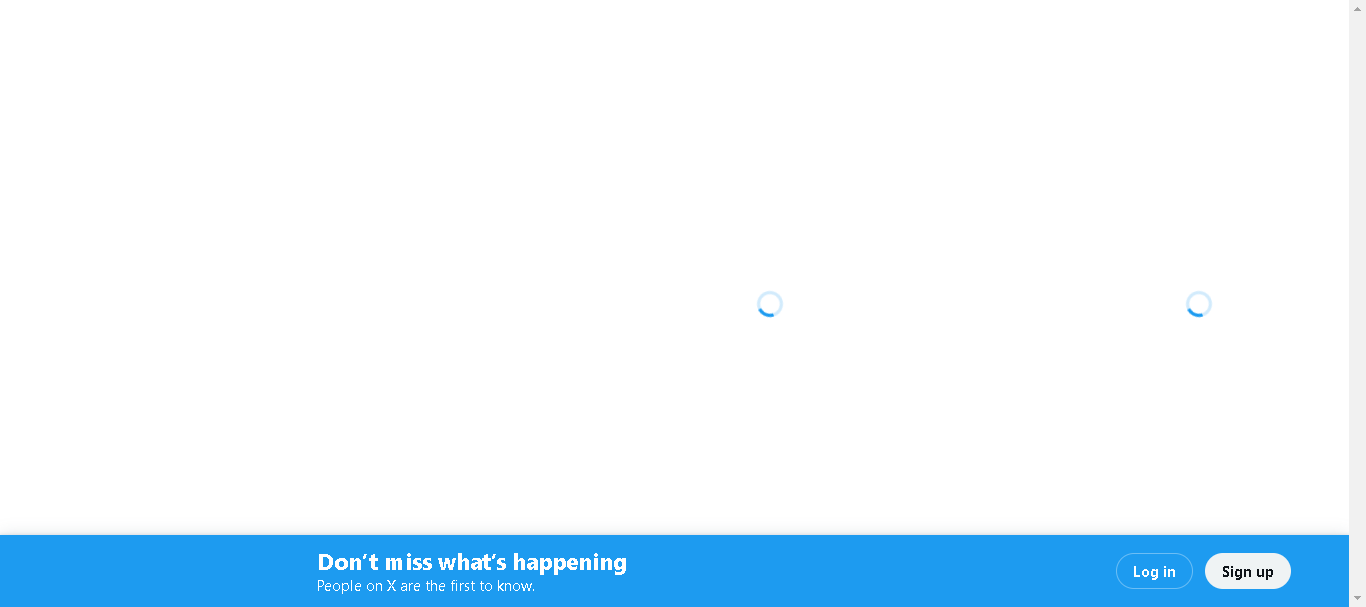 Don’t miss what’s happening
People on X are the first to know.
Log in
Sign up